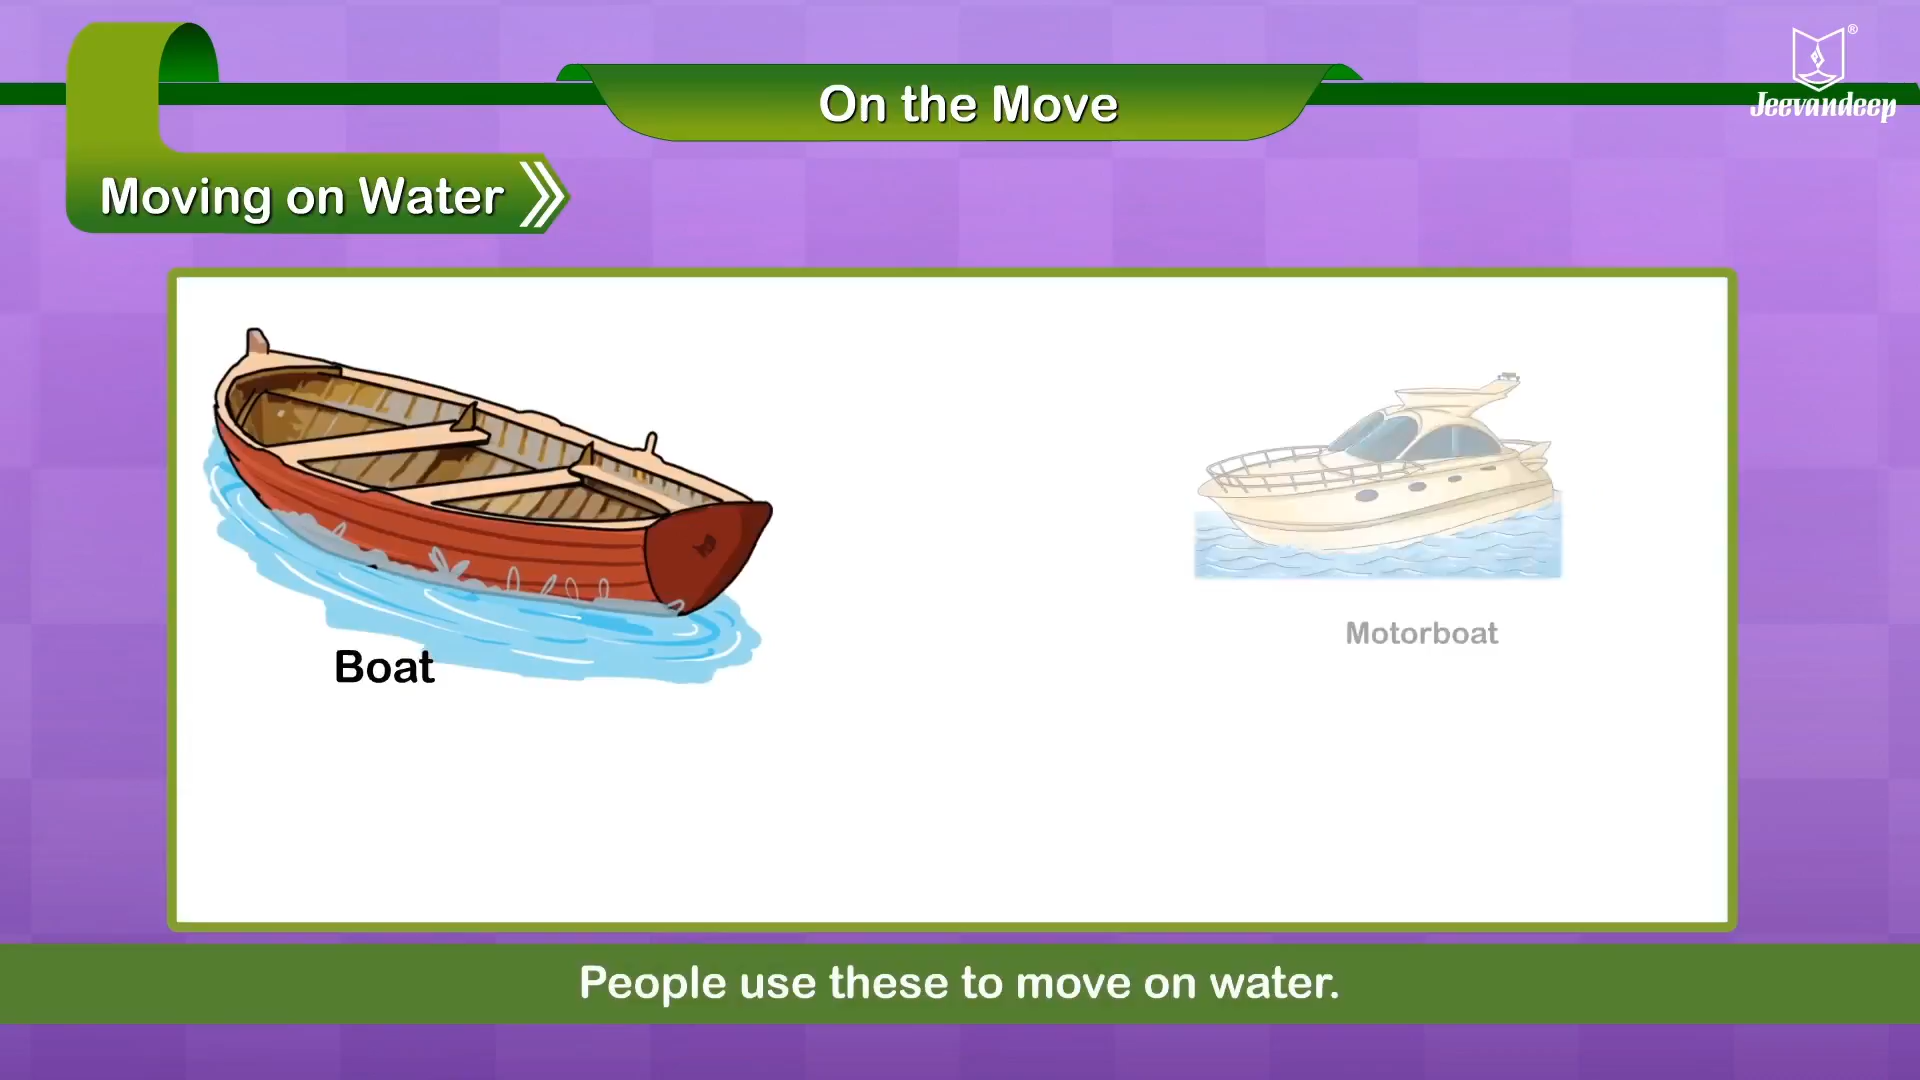 On the Move
®
Jeevandeep
Moving on Water
Boat
Motorboat
People use these to move on water.